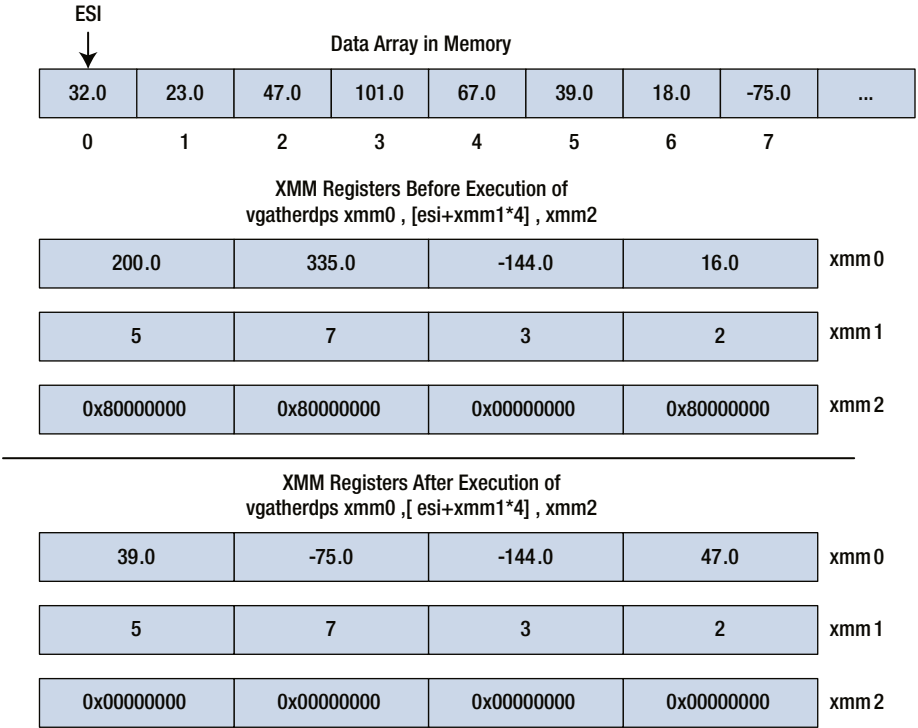 ESI
Data Array in Memory
32.0 23.0 47.0 101.0 67.0 39.0 18.0 -75.0 ...
0 1 2 3 4 5 6 7
XMM Registers Before Execution of
vgatherdps xmm0 , [esi+xmm1*4] , xmm2
200.0 335.0 -144.0 16.0 xmm0
5 7 3 2 xmm1
0x80000000 0x80000000 0x00000000 0x80000000 xmm2
XMM Registers After Execution of
vgatherdps xmm0 ,[ esi+xmm1*4] , xmm2
39.0 -75.0 -144.0 47.0 xmm0
5 7 3 2 xmm1
0x00000000 0x00000000 0x00000000 0x00000000 xmm2